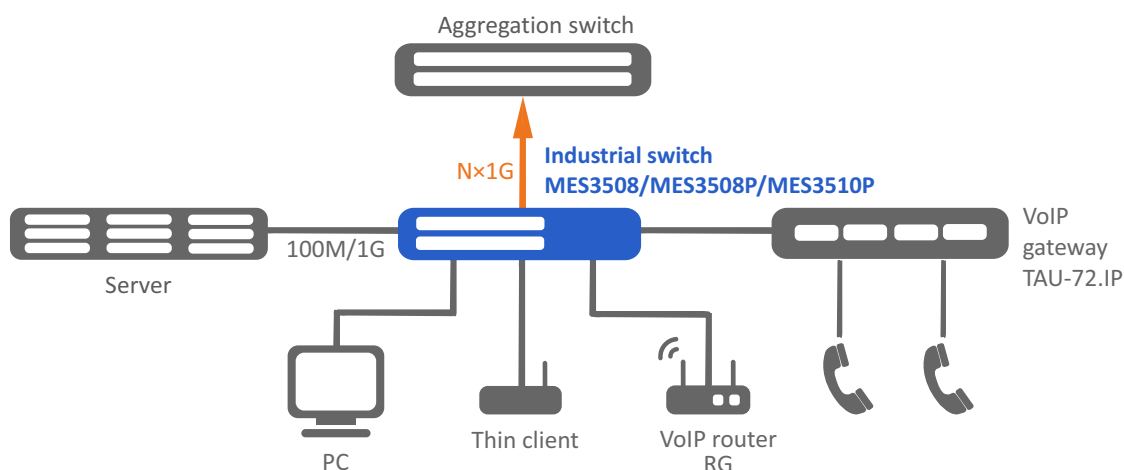 Aggregation switch
N×1G
Industrial switch
MES3508/MES3508P/MES3510P
Server
100M/1G
VoIP
gateway
TAU-72.IP
PC
Thin client
VoIP router
RG